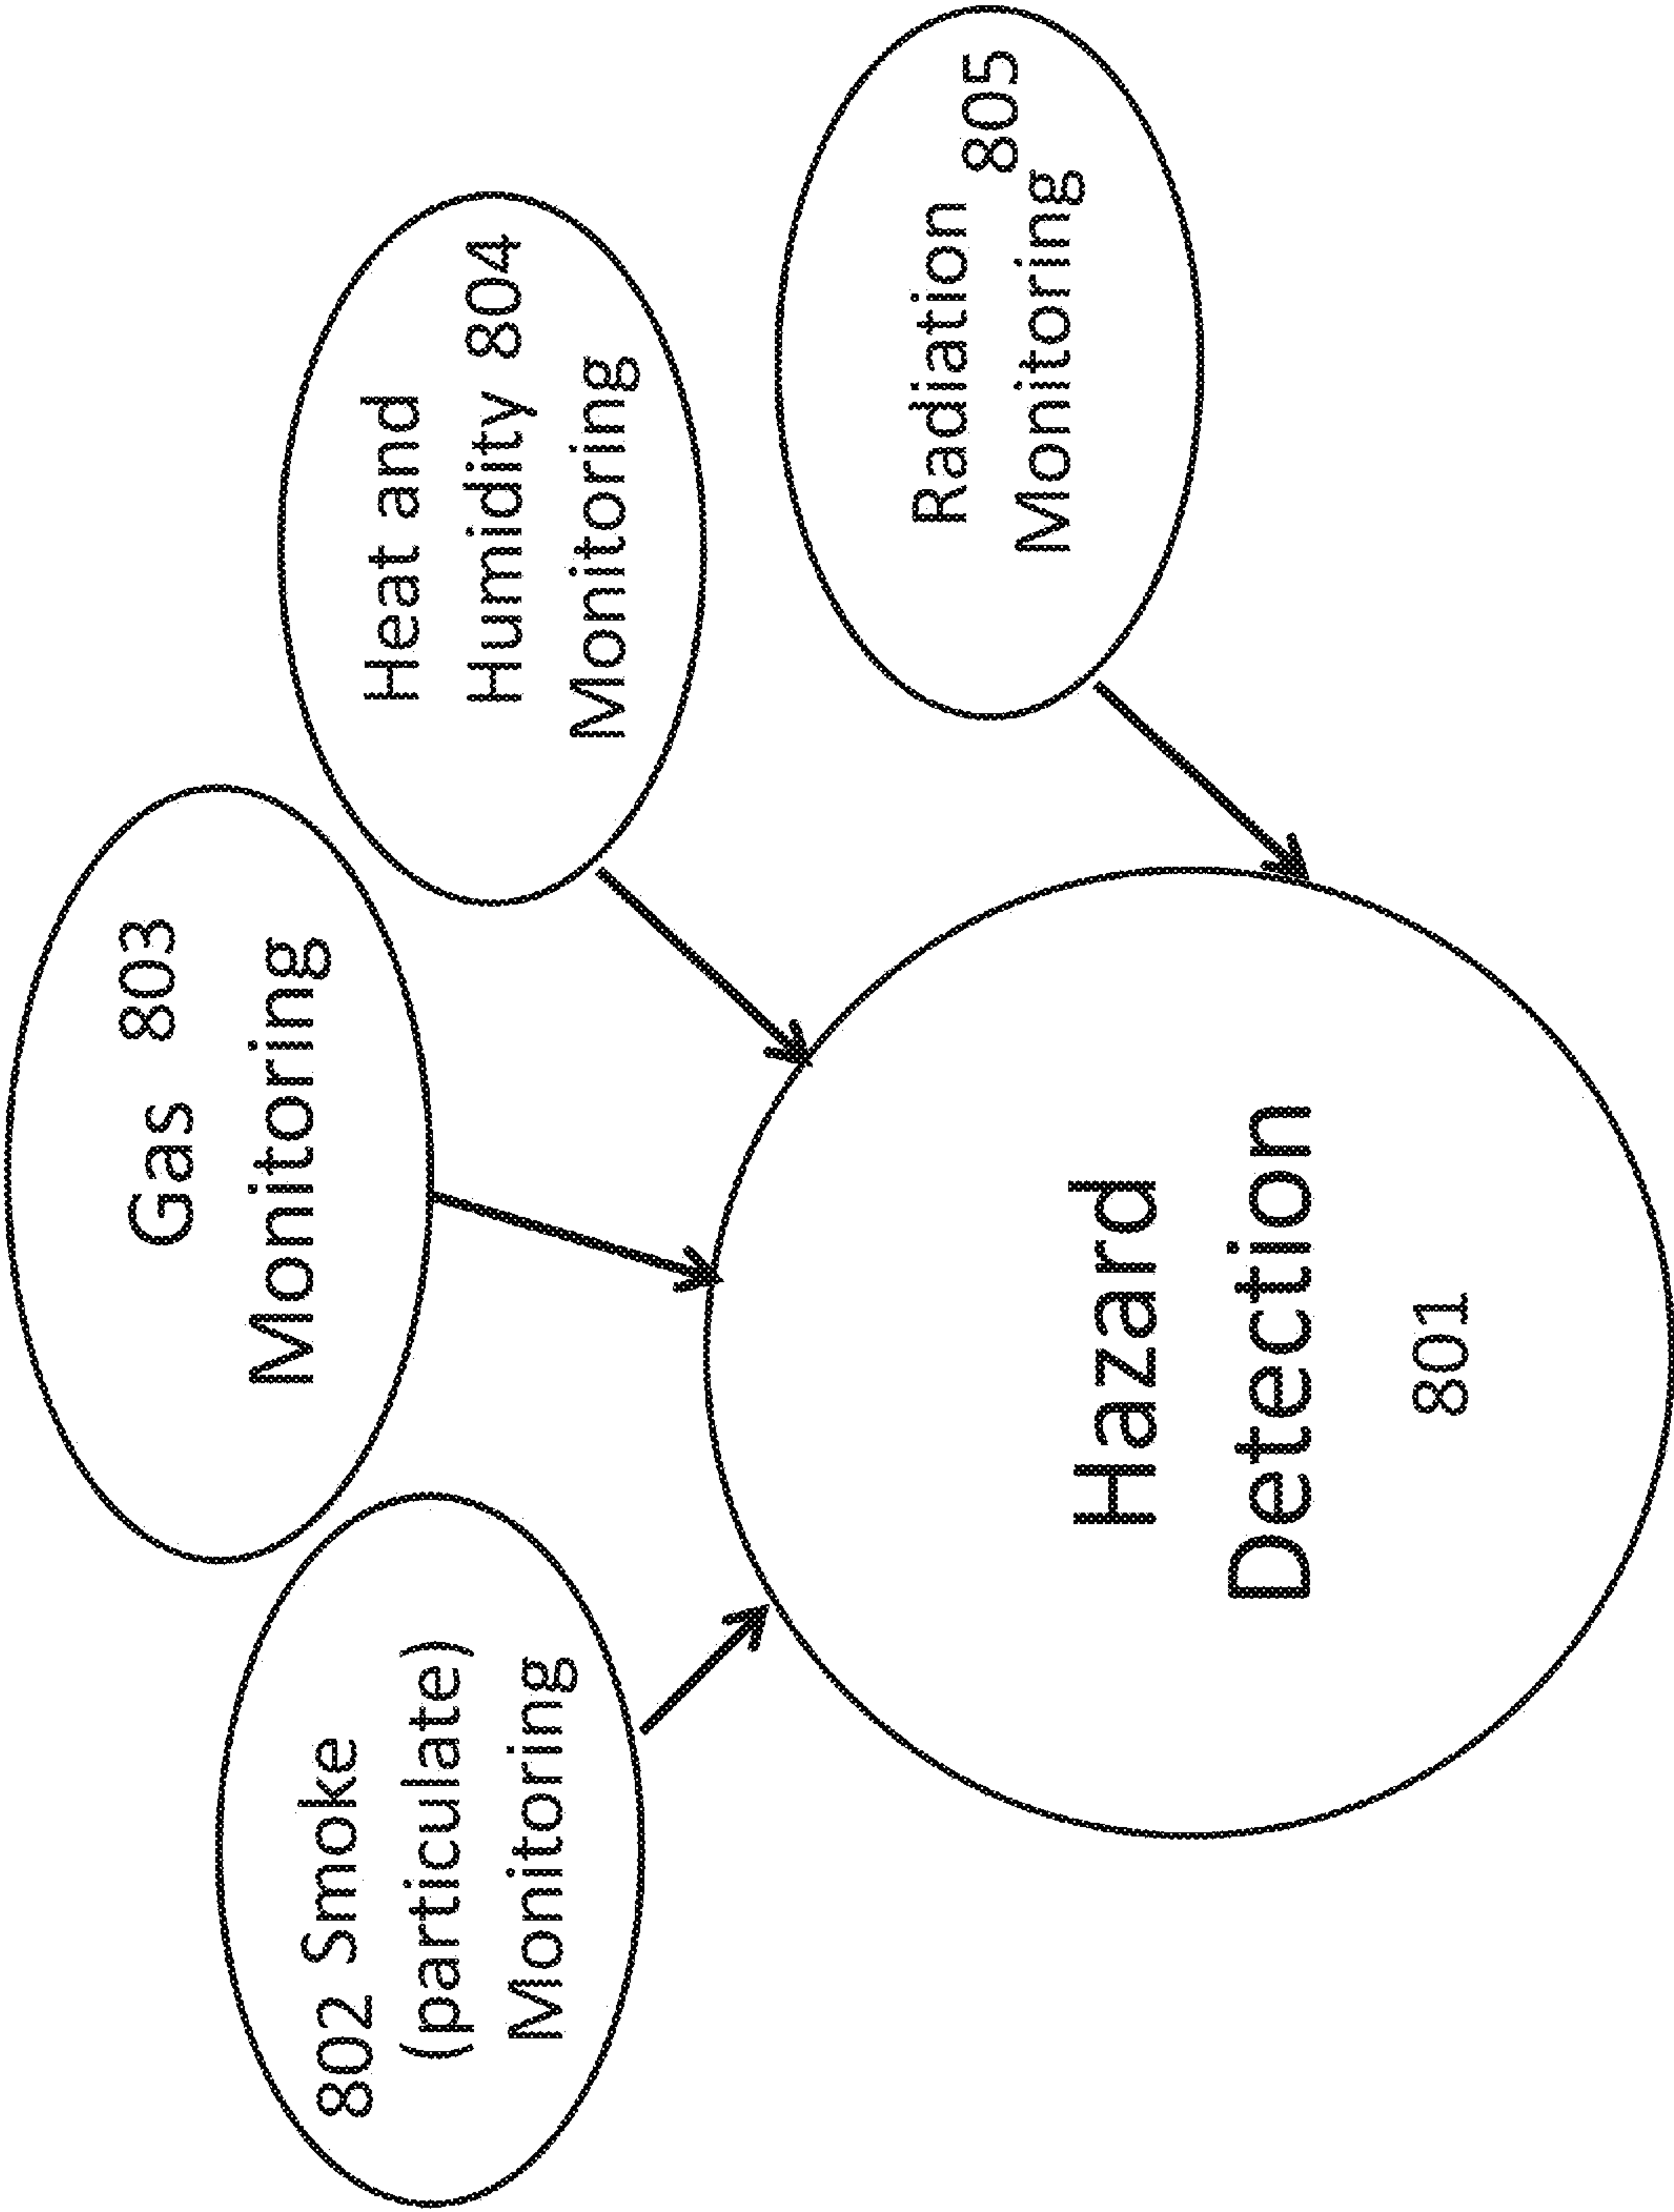 802 Smoke
(particulate)
Monitoring
Gas 803
Monitoring
Heat and
Humidity 804
Monitoring
Radiation 805
Monitoring
Hazard
Detection
801